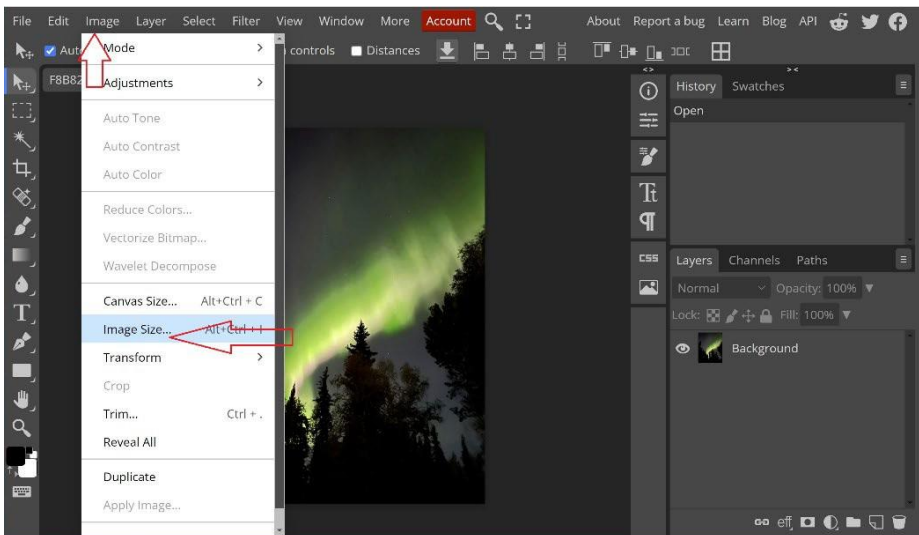 File Edit Image Layer Select Filter View Window More Account About Report a bug Learn Blog API
Auto controls Distances
F8B82
Mode
Adjustments
Auto Tone
Auto Contrast
Auto Color
Reduce Colors...
Vectorize Bitmap...
Wavelet Decompose
Canvas Size... Alt+Ctrl + C
Image Size... Alt+Ctrl + I
Transform
Crop
Trim... Ctrl + .
Reveal All
Duplicate
Apply Image...
History Swatches
Open
CSS
Layers Channels Paths
Normal Opacity: 100%
Lock: Fill: 100%
Background
eff